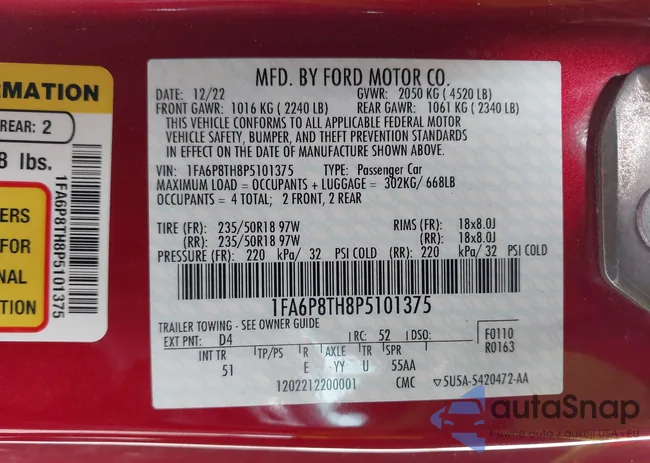 ORMATION
REAR: 2
8 lbs.
ERS
FOR
NAL
TION
1FA6P8TH8P5101375
MFD. BY FORD MOTOR CO.
DATE: 12/22 GVWR: 2050 KG ( 4520 LB)
FRONT GAWR: 1016 KG ( 2240 LB) REAR GAWR: 1061 KG ( 2340 LB)
THIS VEHICLE CONFORMS TO ALL APPLICABLE FEDERAL MOTOR
VEHICLE SAFETY, BUMPER, AND THEFT PREVENTION STANDARDS
IN EFFECT ON THE DATE OF MANUFACTURE SHOWN ABOVE.
VIN: 1FA6P8TH8P5101375 TYPE: Passenger Car
MAXIMUM LOAD = OCCUPANTS + LUGGAGE = 302KG/ 668LB
OCCUPANTS = 4 TOTAL; 2 FRONT, 2 REAR
TIRE (FR): 235/50R18 97W RIMS (FR): 18x8.0J
(RR): 235/50R18 97W (RR): 18x8.0J
PRESSURE (FR): 220 kPa/ 32 PSI COLD (RR): 220 kPa/ 32 PSI COLD
1FA6P8TH8P5101375
TRAILER TOWING - SEE OWNER GUIDE
EXT PNT: D4 RC: 52 DSO: F0110
R0163
INT TR TP/PS R AXLE TR SPR
51 E YY U 55AA
1202212200001 CMC 5U5A-5420472-AA
autaSnap